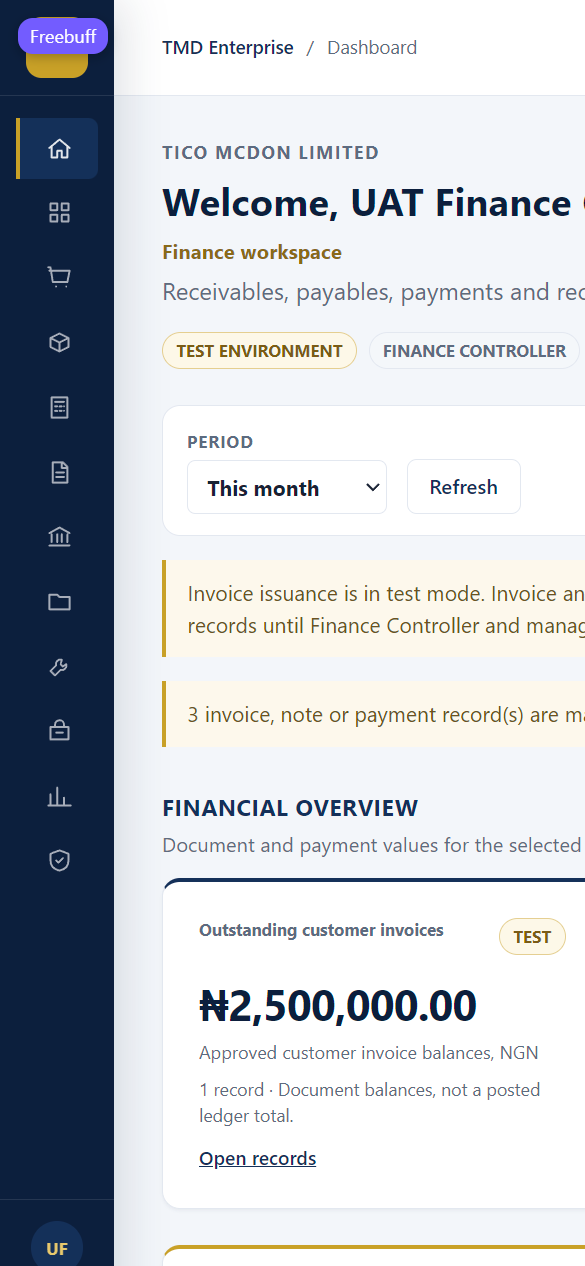 Freebuff
TMD Enterprise / Dashboard
TICO MCDON LIMITED
Welcome, UAT Finance
Finance workspace
Receivables, payables, payments and rec
TEST ENVIRONMENT
FINANCE CONTROLLER
PERIOD
This month
Refresh
Invoice issuance is in test mode. Invoice an
records until Finance Controller and manag
3 invoice, note or payment record(s) are ma
FINANCIAL OVERVIEW
Document and payment values for the selected
Outstanding customer invoices
TEST
₦2,500,000.00
Approved customer invoice balances, NGN
1 record · Document balances, not a posted
ledger total.
Open records
UF